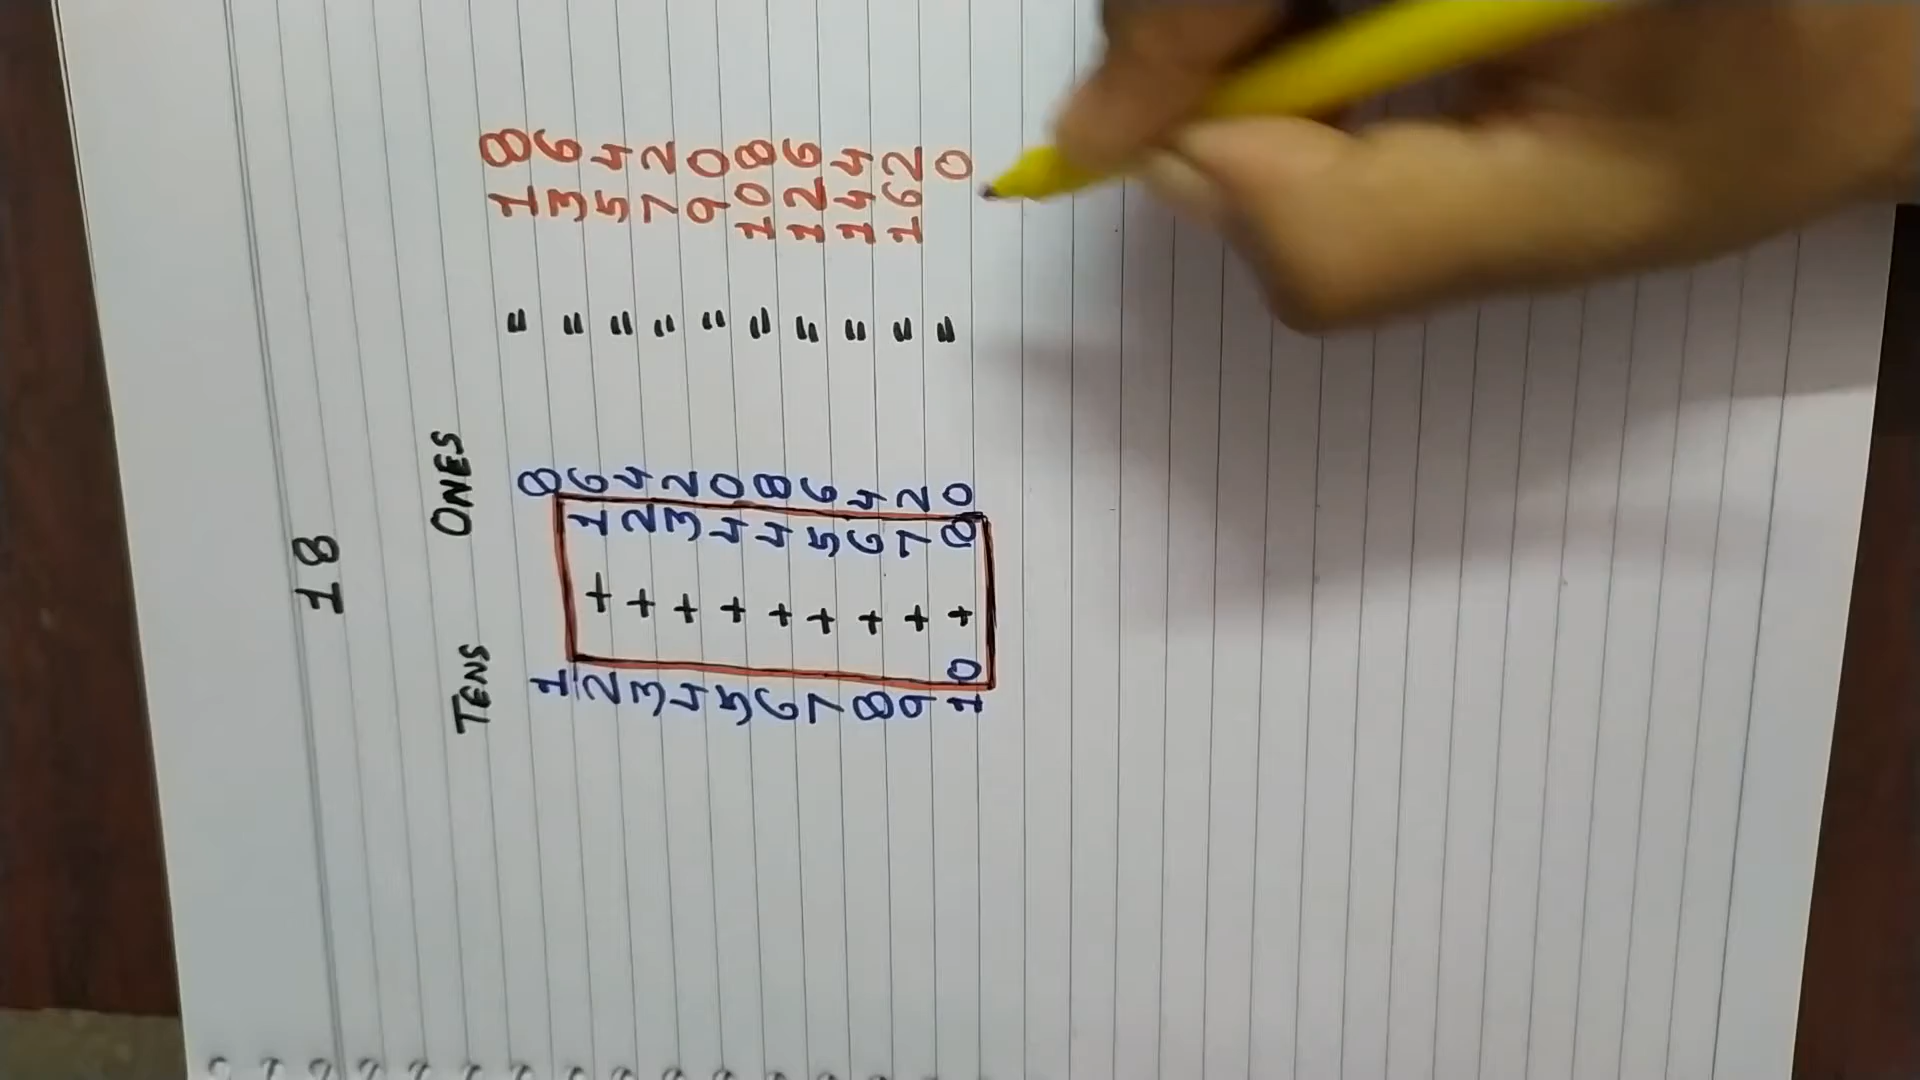 18
TENS ONES
1 8 = 18
2 + 1 6 = 36
3 + 2 4 = 54
4 + 3 2 = 72
5 + 4 0 = 90
6 + 4 8 = 108
7 + 5 6 = 126
8 + 6 4 = 144
9 + 7 2 = 162
10 + 8 0 = 0